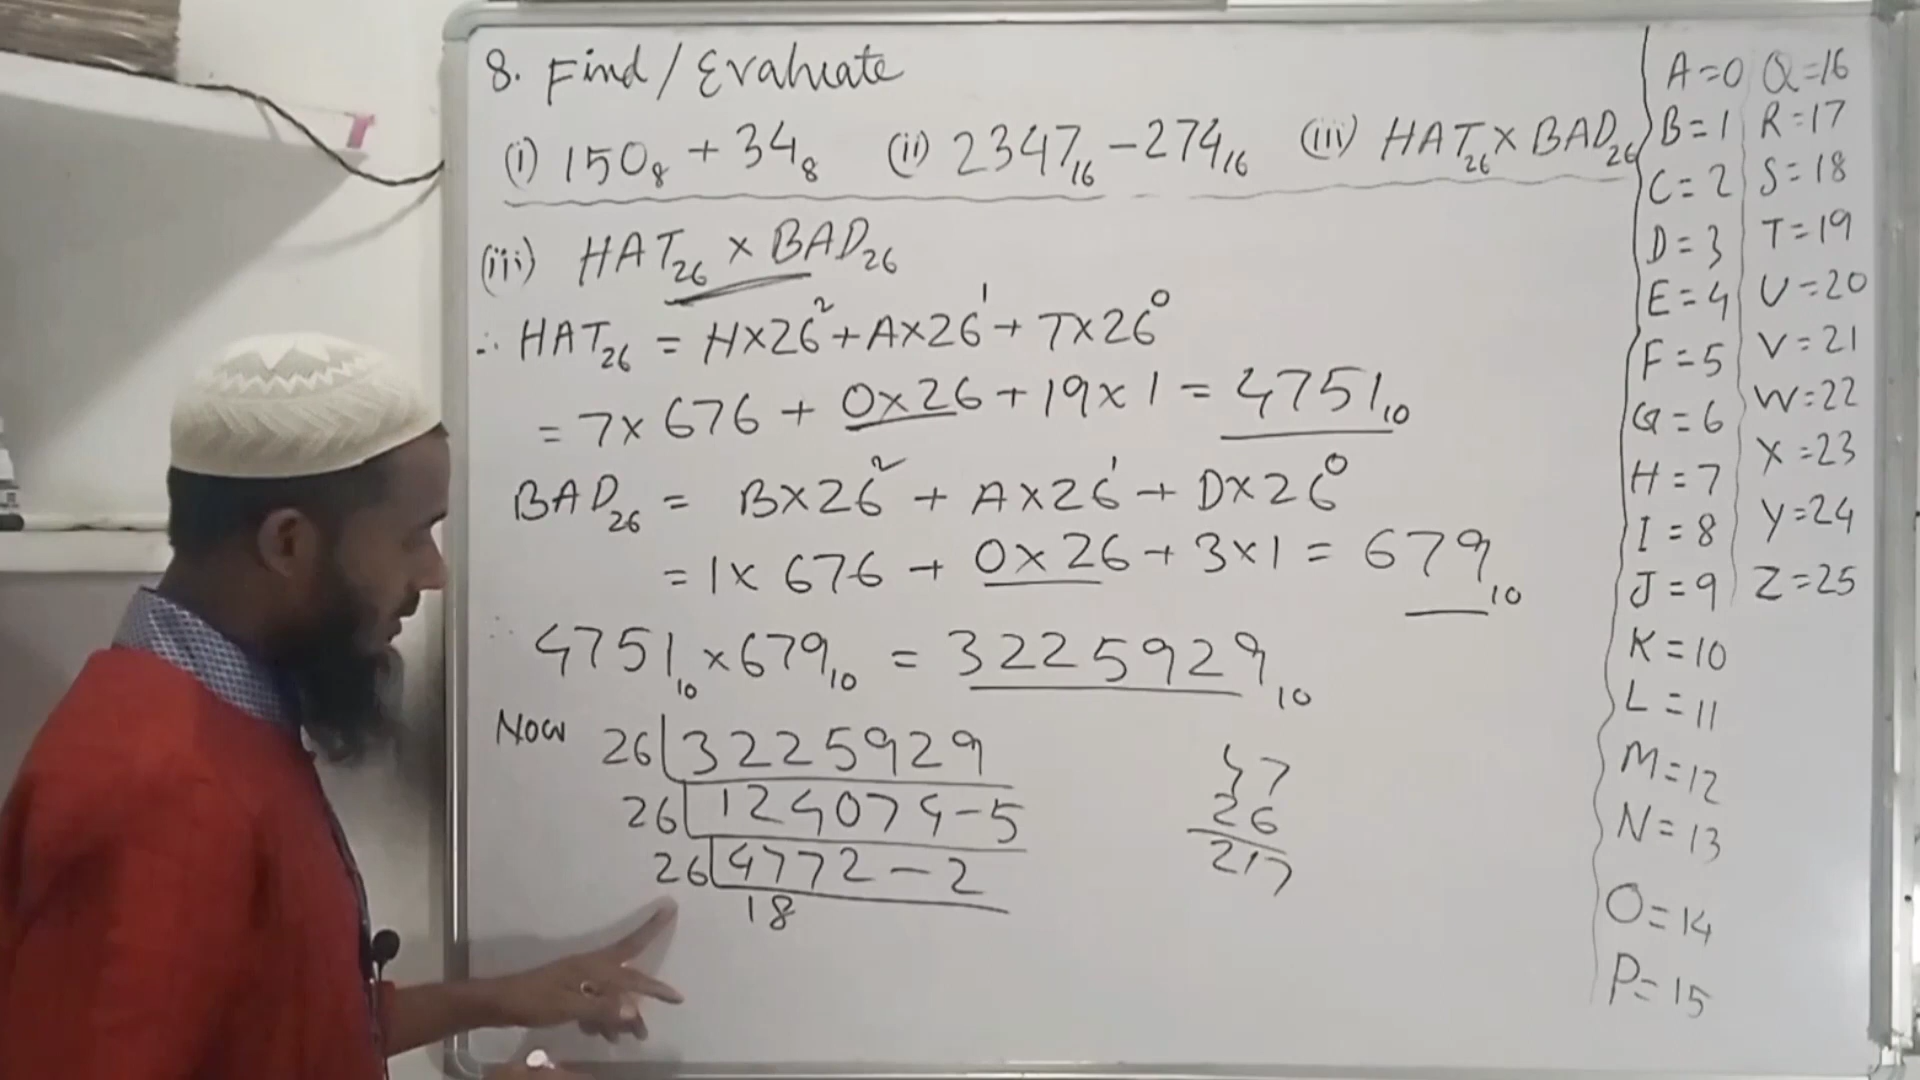 8. Find/Evaluate
(i) 150₈ + 34₈ (ii) 2347₁₆ - 274₁₆ (iii) HAT₂₆ × BAD₂₆
(iii) HAT₂₆ × BAD₂₆
∴ HAT₂₆ = H×26² + A×26¹ + T×26⁰
= 7×676 + 0×26 + 19×1 = 4751₁₀
BAD₂₆ = B×26² + A×26¹ + D×26⁰
= 1×676 + 0×26 + 3×1 = 679₁₀
4751₁₀ × 679₁₀ = 3225929₁₀
Now 26 | 3225929
26 | 124074 - 5
26 | 4772 - 2
18
47
26
217
A=0
B=1
C=2
D=3
E=4
F=5
G=6
H=7
I=8
J=9
K=10
L=11
M=12
N=13
O=14
P=15
Q=16
R=17
S=18
T=19
U=20
V=21
W=22
X=23
Y=24
Z=25